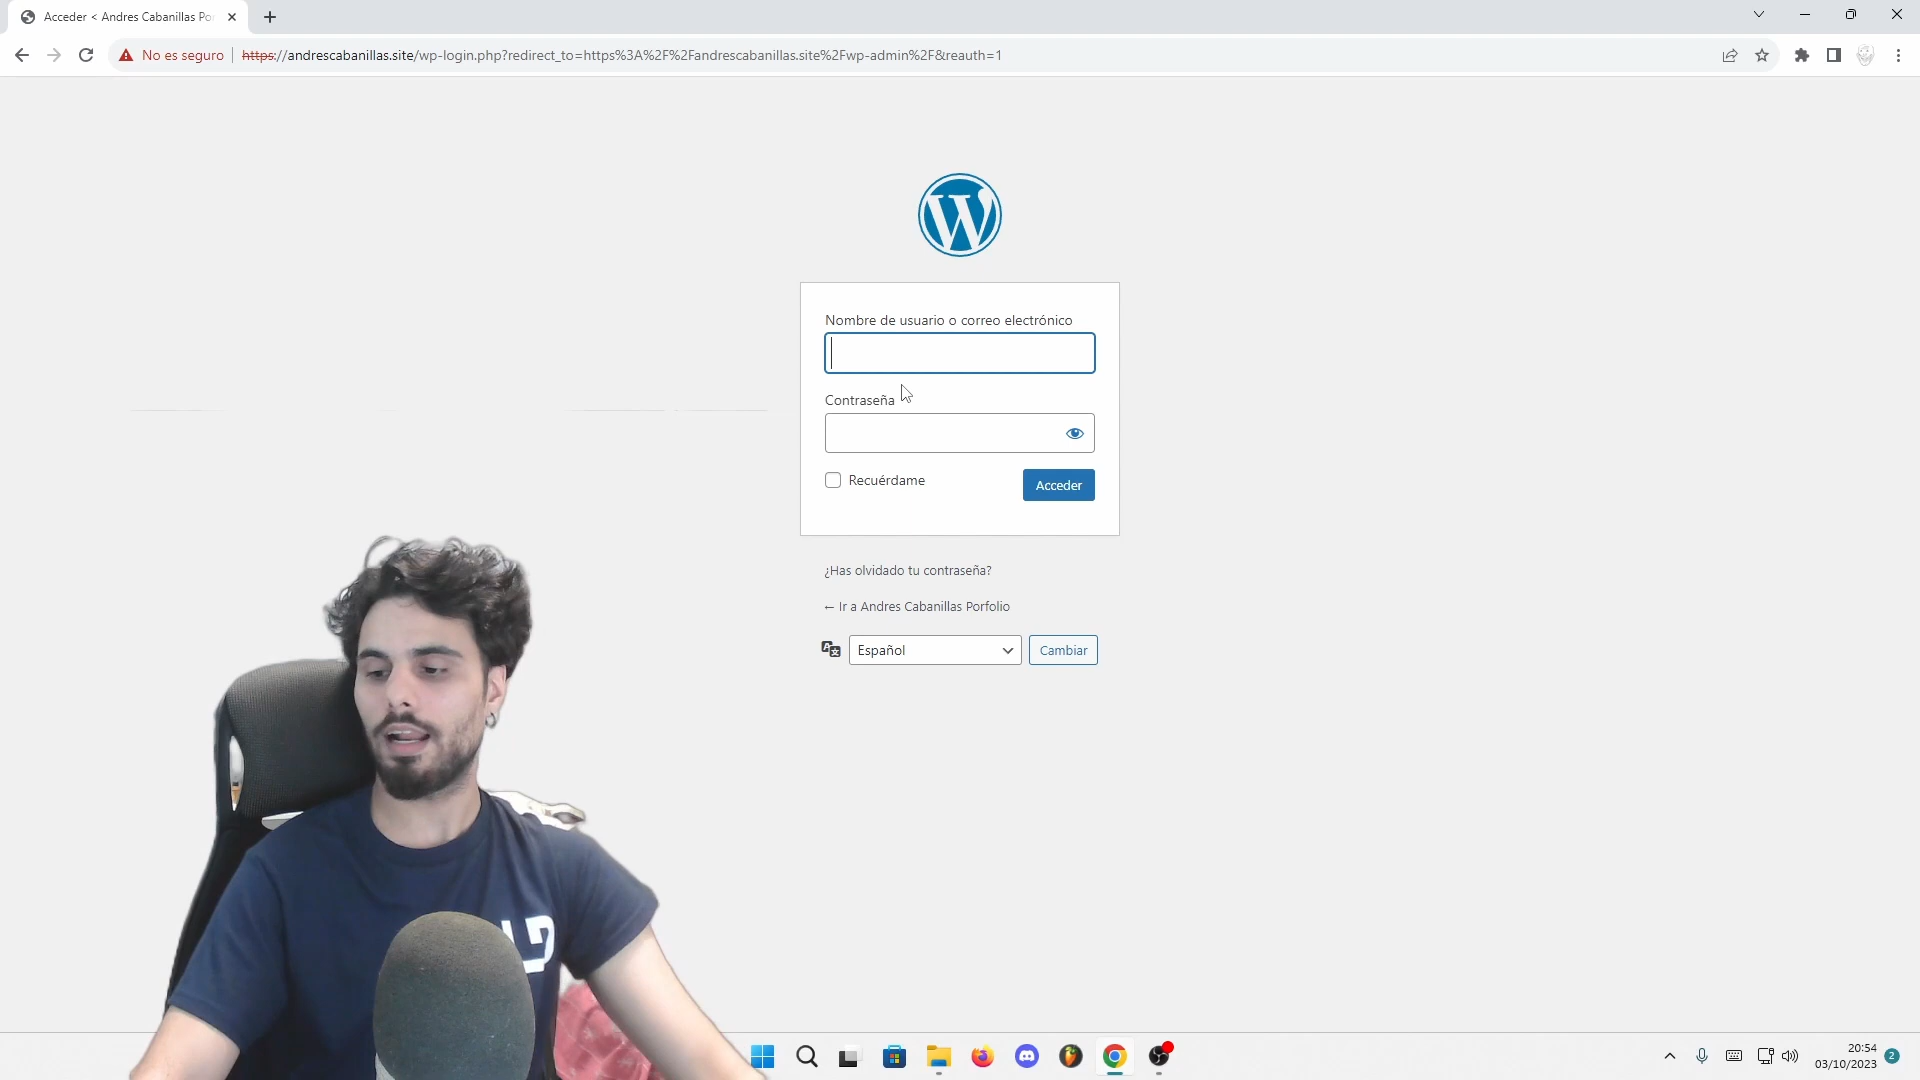 Acceder < Andres Cabanillas Po
No es seguro
https://andrescabanillas.site/wp-login.php?redirect_to=https%3A%2F%2Fandrescabanillas.site%2Fwp-admin%2F&reauth=1
Nombre de usuario o correo electrónico
Contraseña
Recuérdame
Acceder
¿Has olvidado tu contraseña?
← Ir a Andres Cabanillas Porfolio
Español
Cambiar
20:54
03/10/2023
2